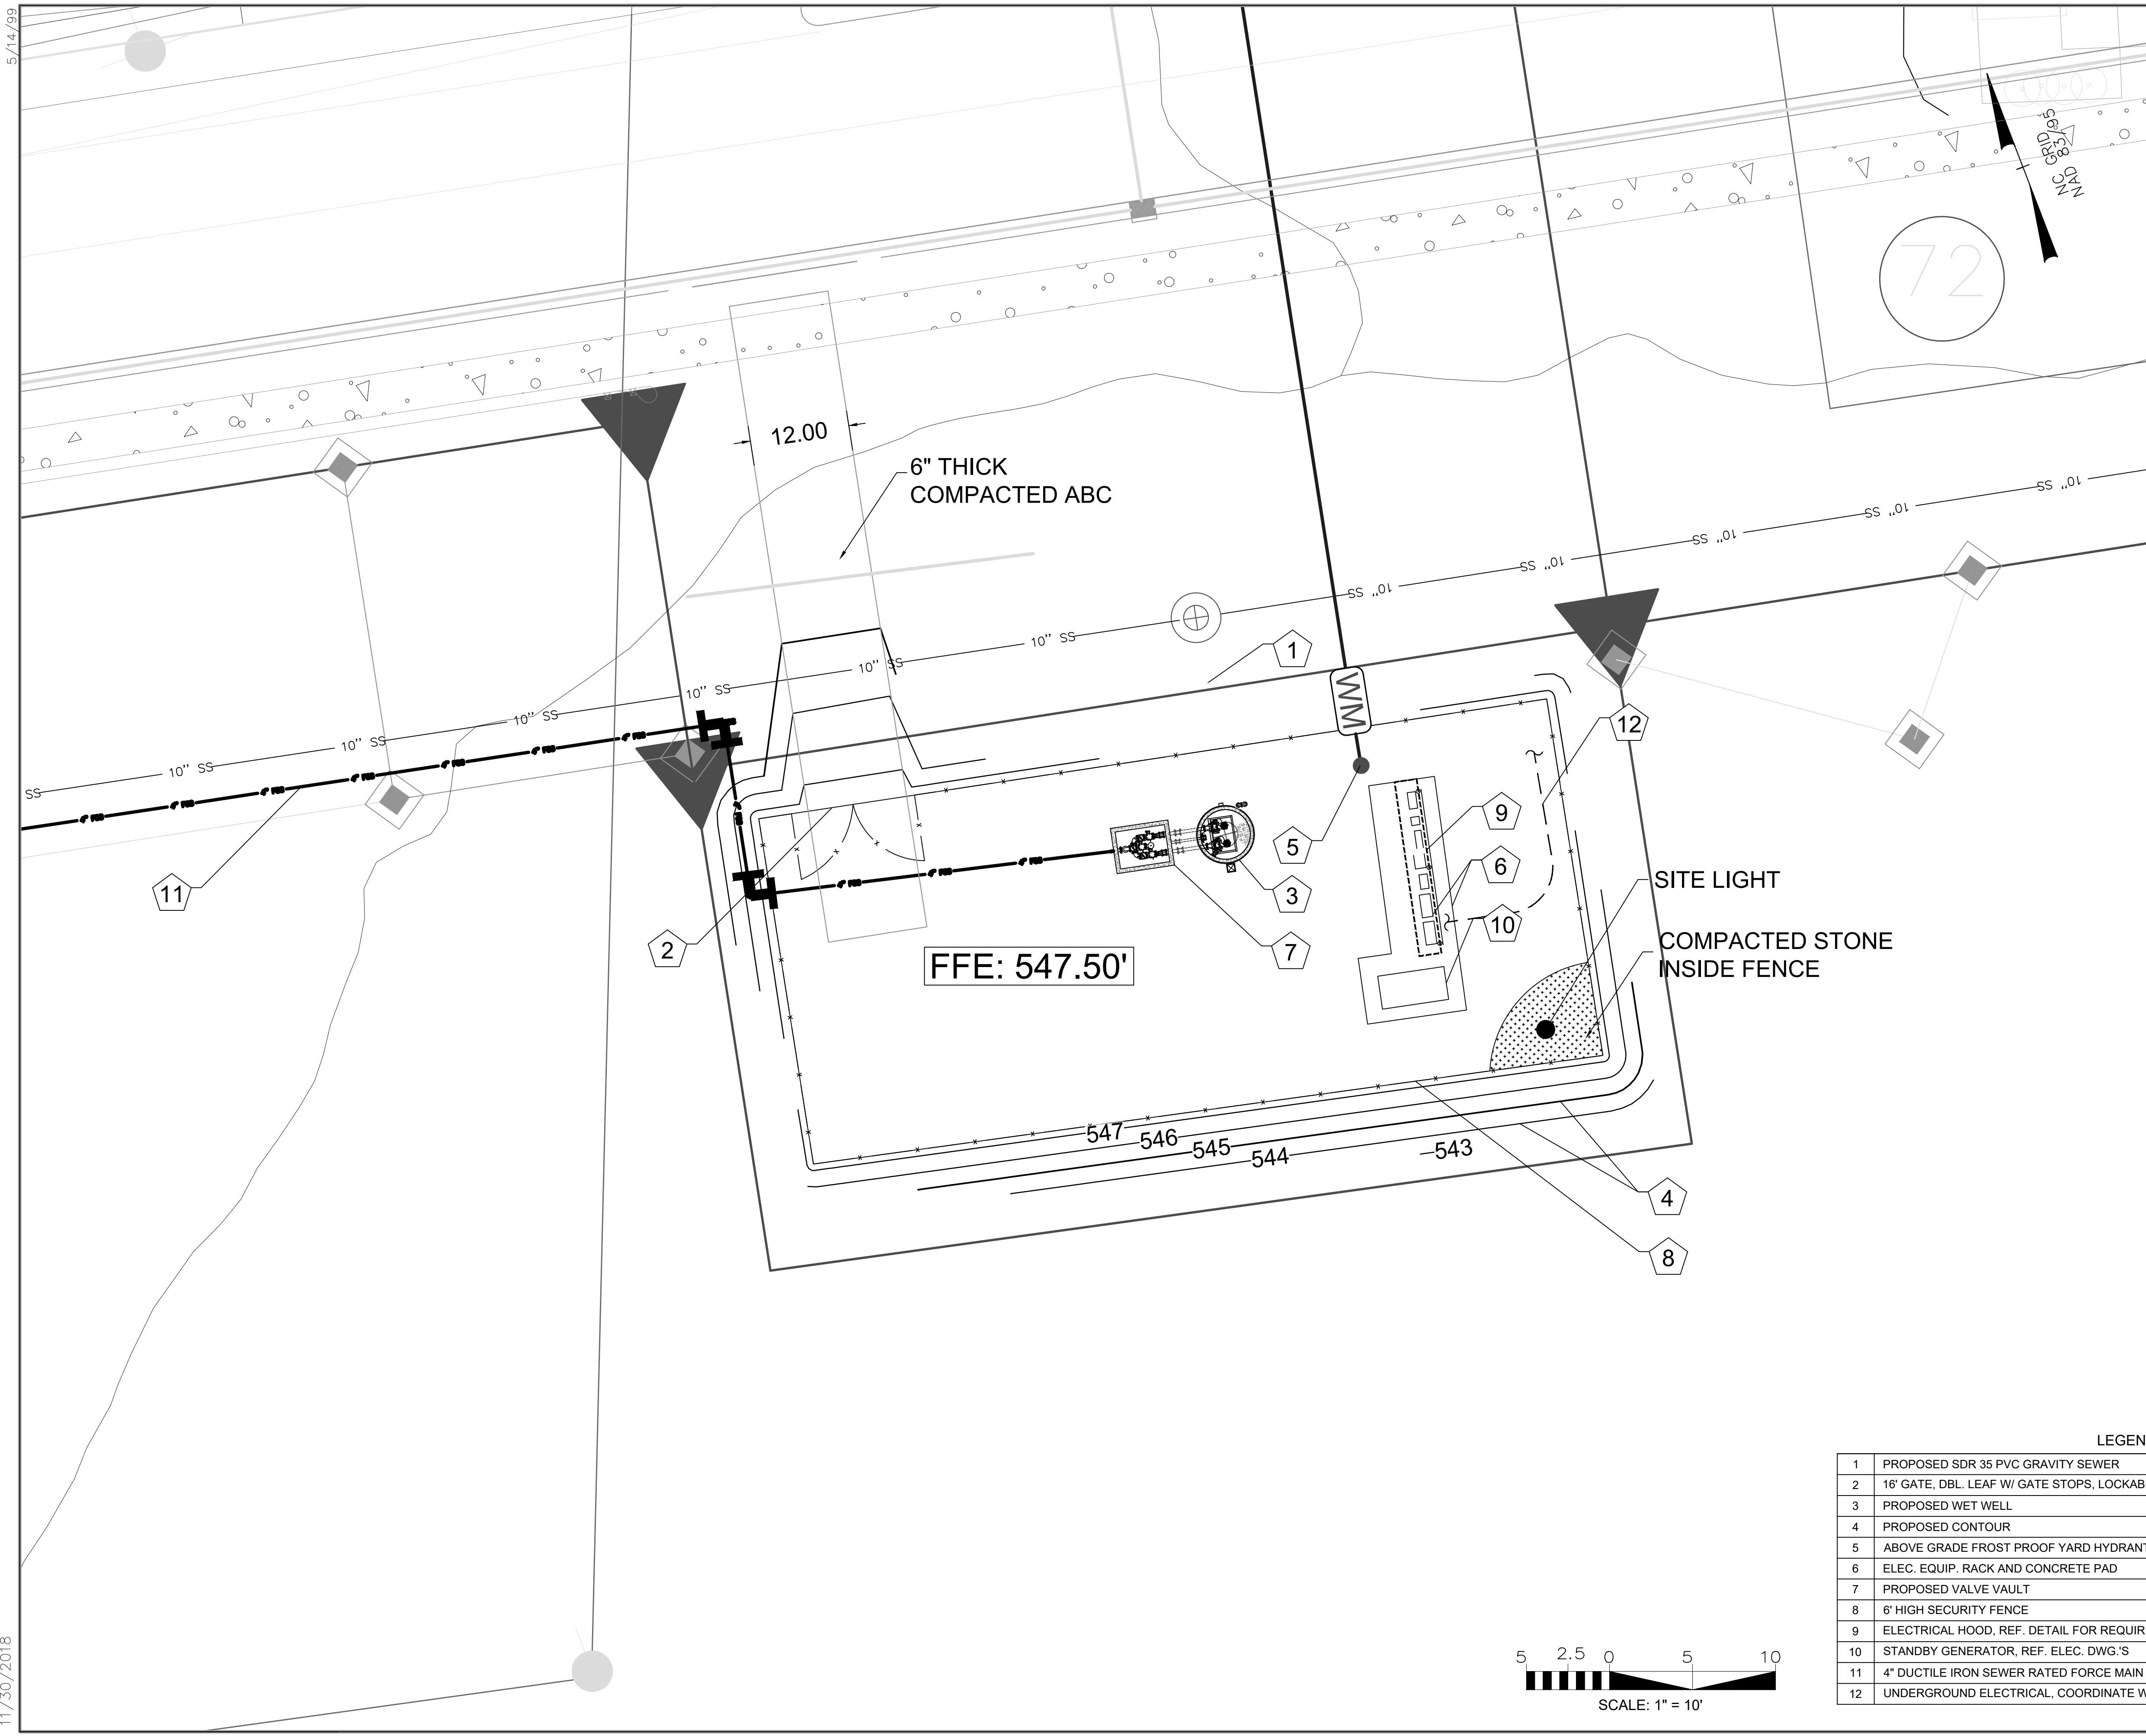 5/14/99
NC GRID
NAD 83/95
72
12.00
6" THICK
COMPACTED ABC
10'' SS
10'' SS
10'' SS
10'' SS
10'' SS
10'' SS
10'' SS
10'' SS
10'' SS
10'' SS
10'' SS
SS
1
WM
12
9
5
6
3
10
2
7
11
SITE LIGHT
COMPACTED STONE
INSIDE FENCE
FFE: 547.50'
547
546
545
544
543
4
8
LEGEN
1 PROPOSED SDR 35 PVC GRAVITY SEWER
2 16' GATE, DBL. LEAF W/ GATE STOPS, LOCKAB
3 PROPOSED WET WELL
4 PROPOSED CONTOUR
5 ABOVE GRADE FROST PROOF YARD HYDRANT
6 ELEC. EQUIP. RACK AND CONCRETE PAD
7 PROPOSED VALVE VAULT
8 6' HIGH SECURITY FENCE
9 ELECTRICAL HOOD, REF. DETAIL FOR REQUIR
10 STANDBY GENERATOR, REF. ELEC. DWG.'S
11 4" DUCTILE IRON SEWER RATED FORCE MAIN
12 UNDERGROUND ELECTRICAL, COORDINATE W
5 2.5 0 5 10
SCALE: 1" = 10'
11/30/2018